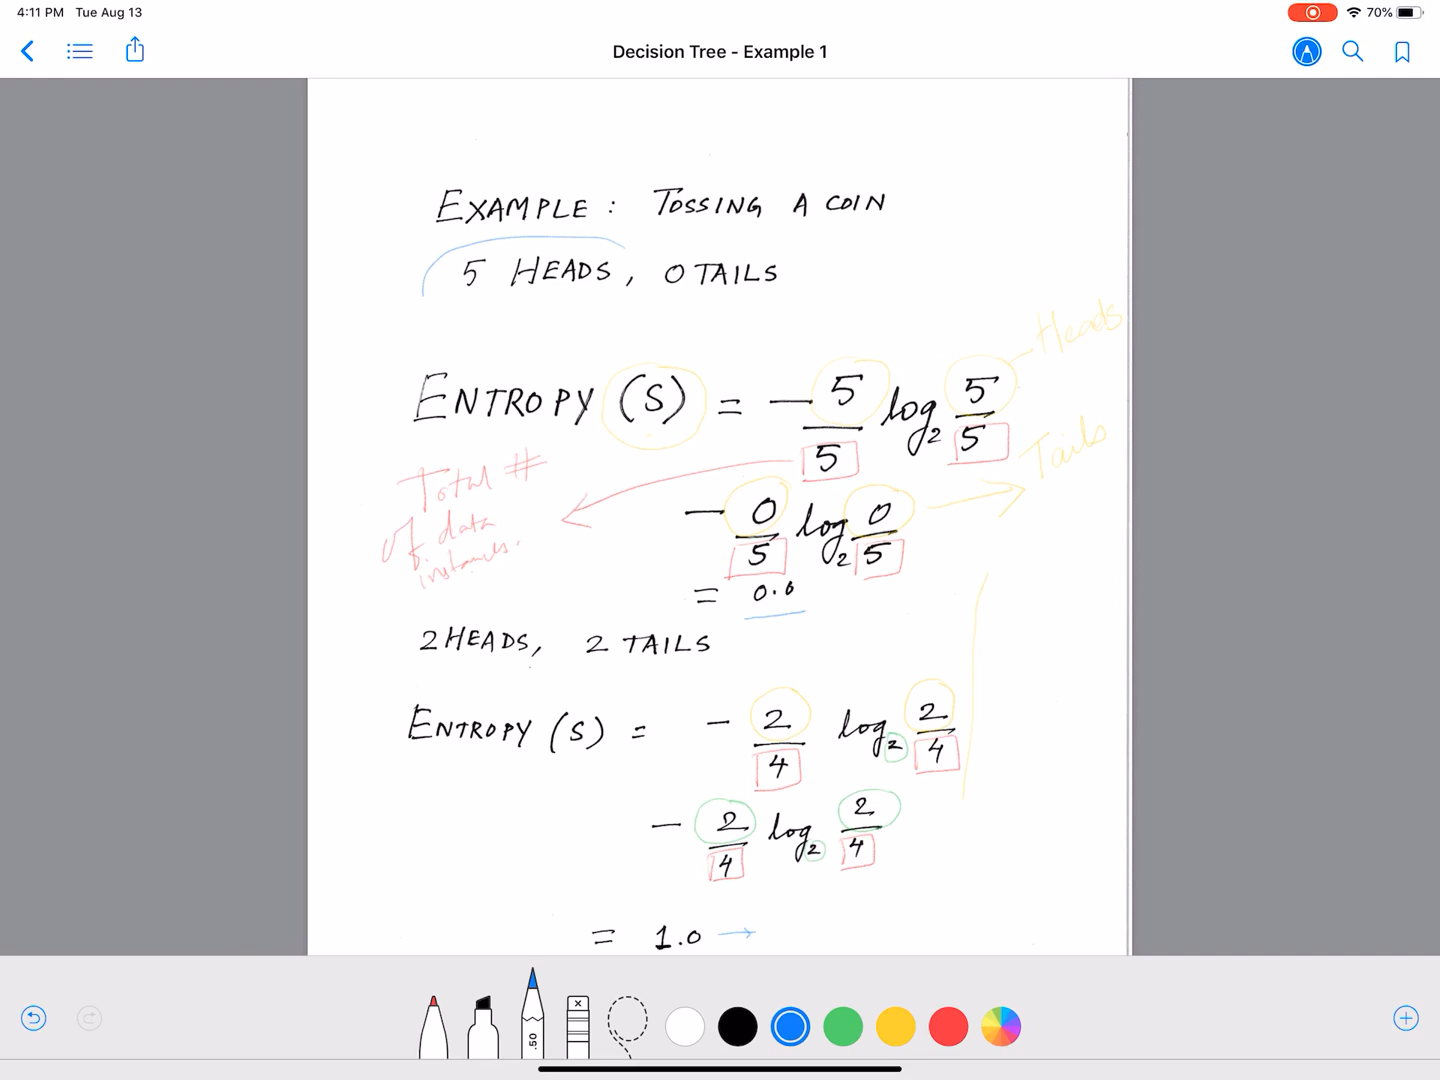 4:11 PM Tue Aug 13
70%
Decision Tree - Example 1
EXAMPLE : TOSSING A COIN
5 HEADS, 0 TAILS
Heads
ENTROPY (S) = - 5/5 log₂ 5/5
Tails
Total #
of data
instances.
- 0/5 log₂ 0/5
= 0.0
2 HEADS, 2 TAILS
ENTROPY (S) = - 2/4 log₂ 2/4
- 2/4 log₂ 2/4
= 1.0 →
.50